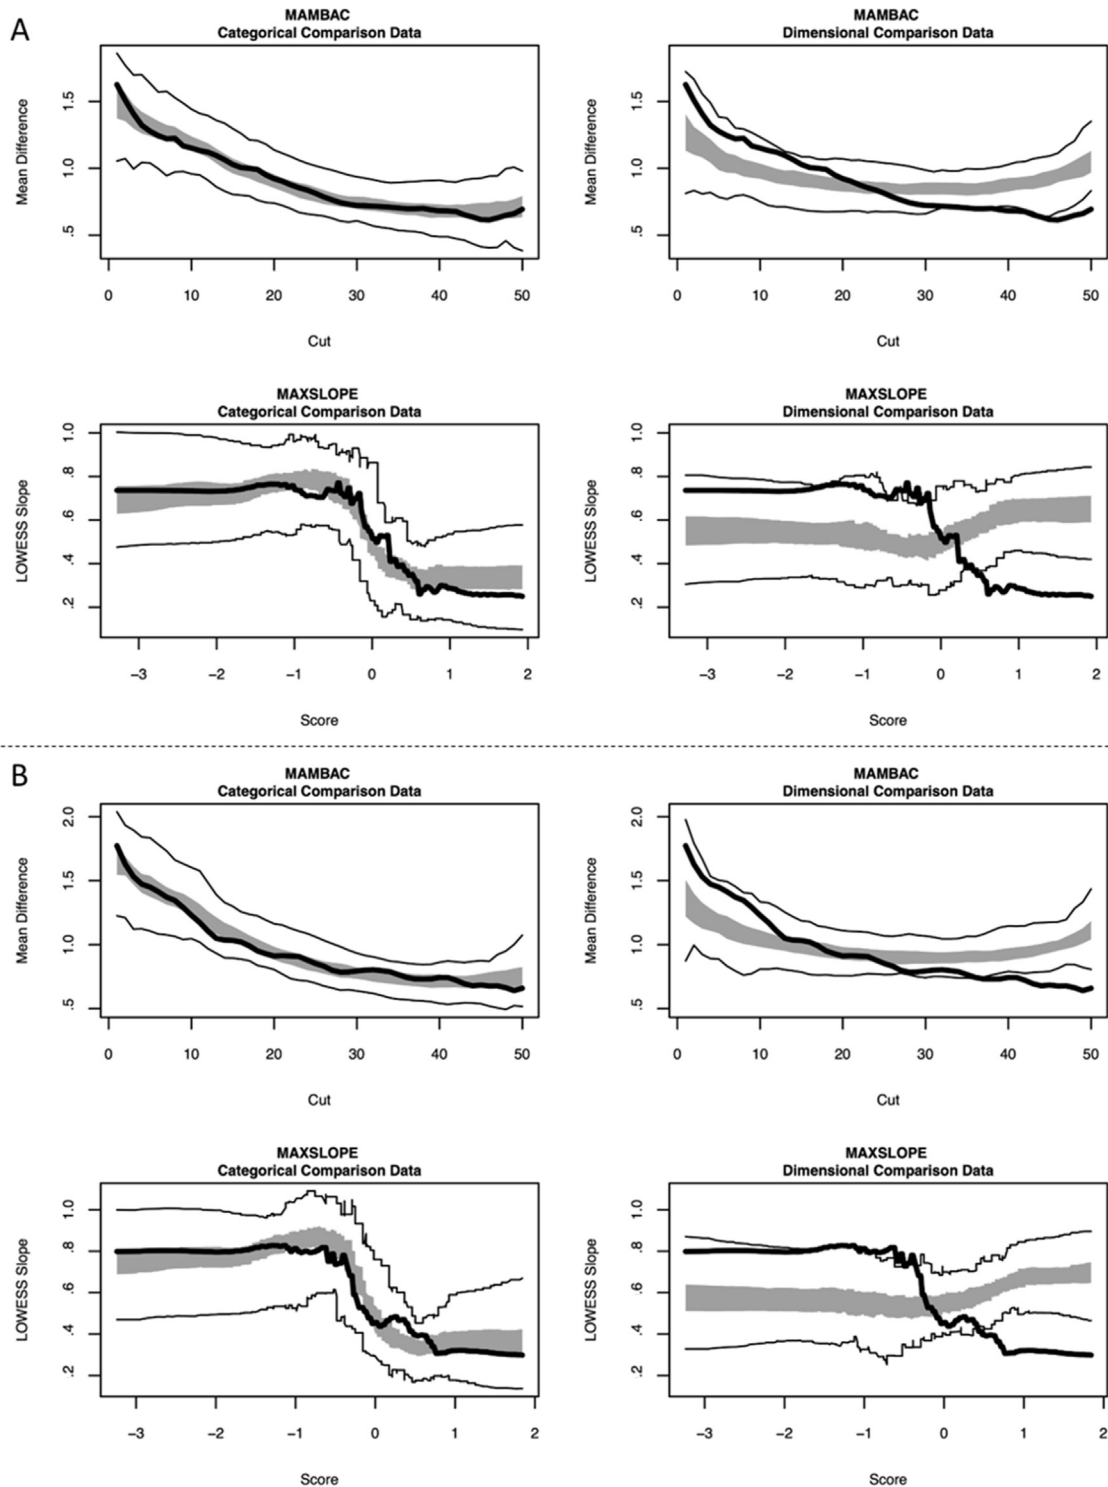 A
MAMBAC
Categorical Comparison Data
Mean Difference
1.5
1.0
.5
0 10 20 30 40 50
Cut
MAMBAC
Dimensional Comparison Data
Mean Difference
1.5
1.0
.5
0 10 20 30 40 50
Cut
MAXSLOPE
Categorical Comparison Data
LOWESS Slope
1.0
.8
.6
.4
.2
−3 −2 −1 0 1 2
Score
MAXSLOPE
Dimensional Comparison Data
LOWESS Slope
1.0
.8
.6
.4
.2
−3 −2 −1 0 1 2
Score
B
MAMBAC
Categorical Comparison Data
Mean Difference
2.0
1.5
1.0
.5
0 10 20 30 40 50
Cut
MAMBAC
Dimensional Comparison Data
Mean Difference
2.0
1.5
1.0
.5
0 10 20 30 40 50
Cut
MAXSLOPE
Categorical Comparison Data
LOWESS Slope
1.0
.8
.6
.4
.2
−3 −2 −1 0 1 2
Score
MAXSLOPE
Dimensional Comparison Data
LOWESS Slope
1.0
.8
.6
.4
.2
−3 −2 −1 0 1 2
Score